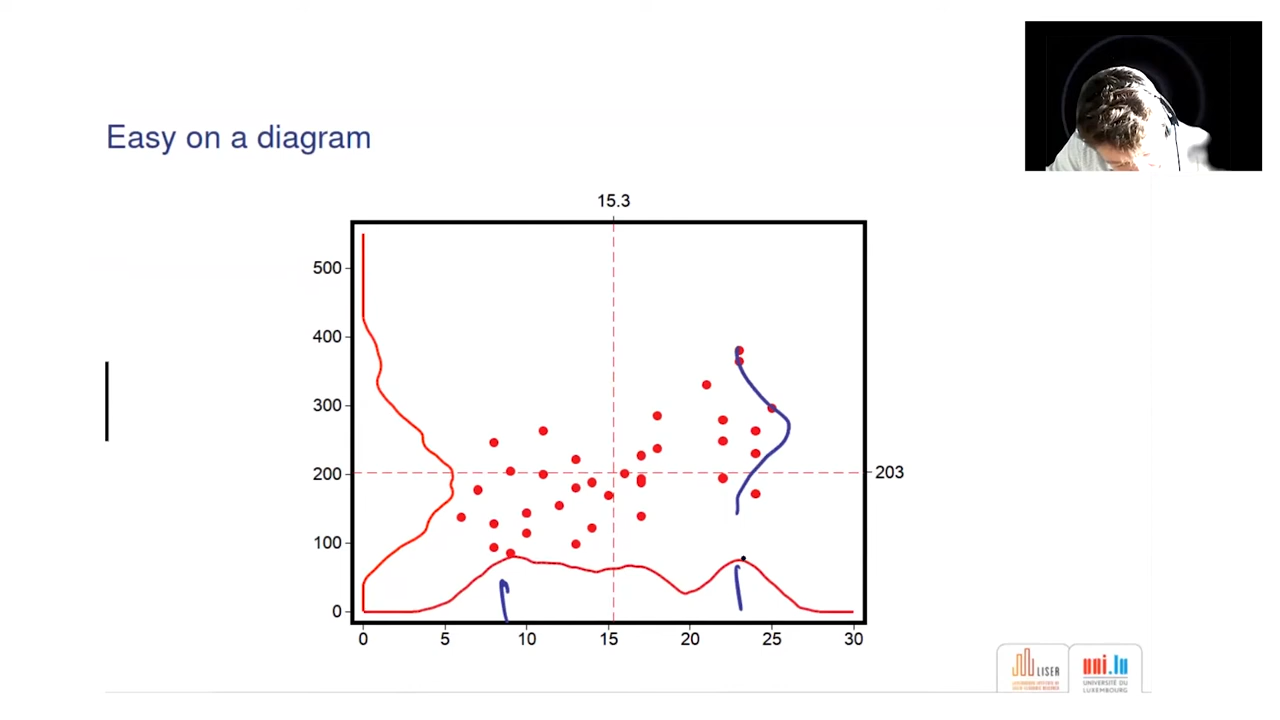 Easy on a diagram
15.3
500
400
300
200
100
0
203
0 5 10 15 20 25 30
LISER
uni.lu
UNIVERSITÉ DU
LUXEMBOURG